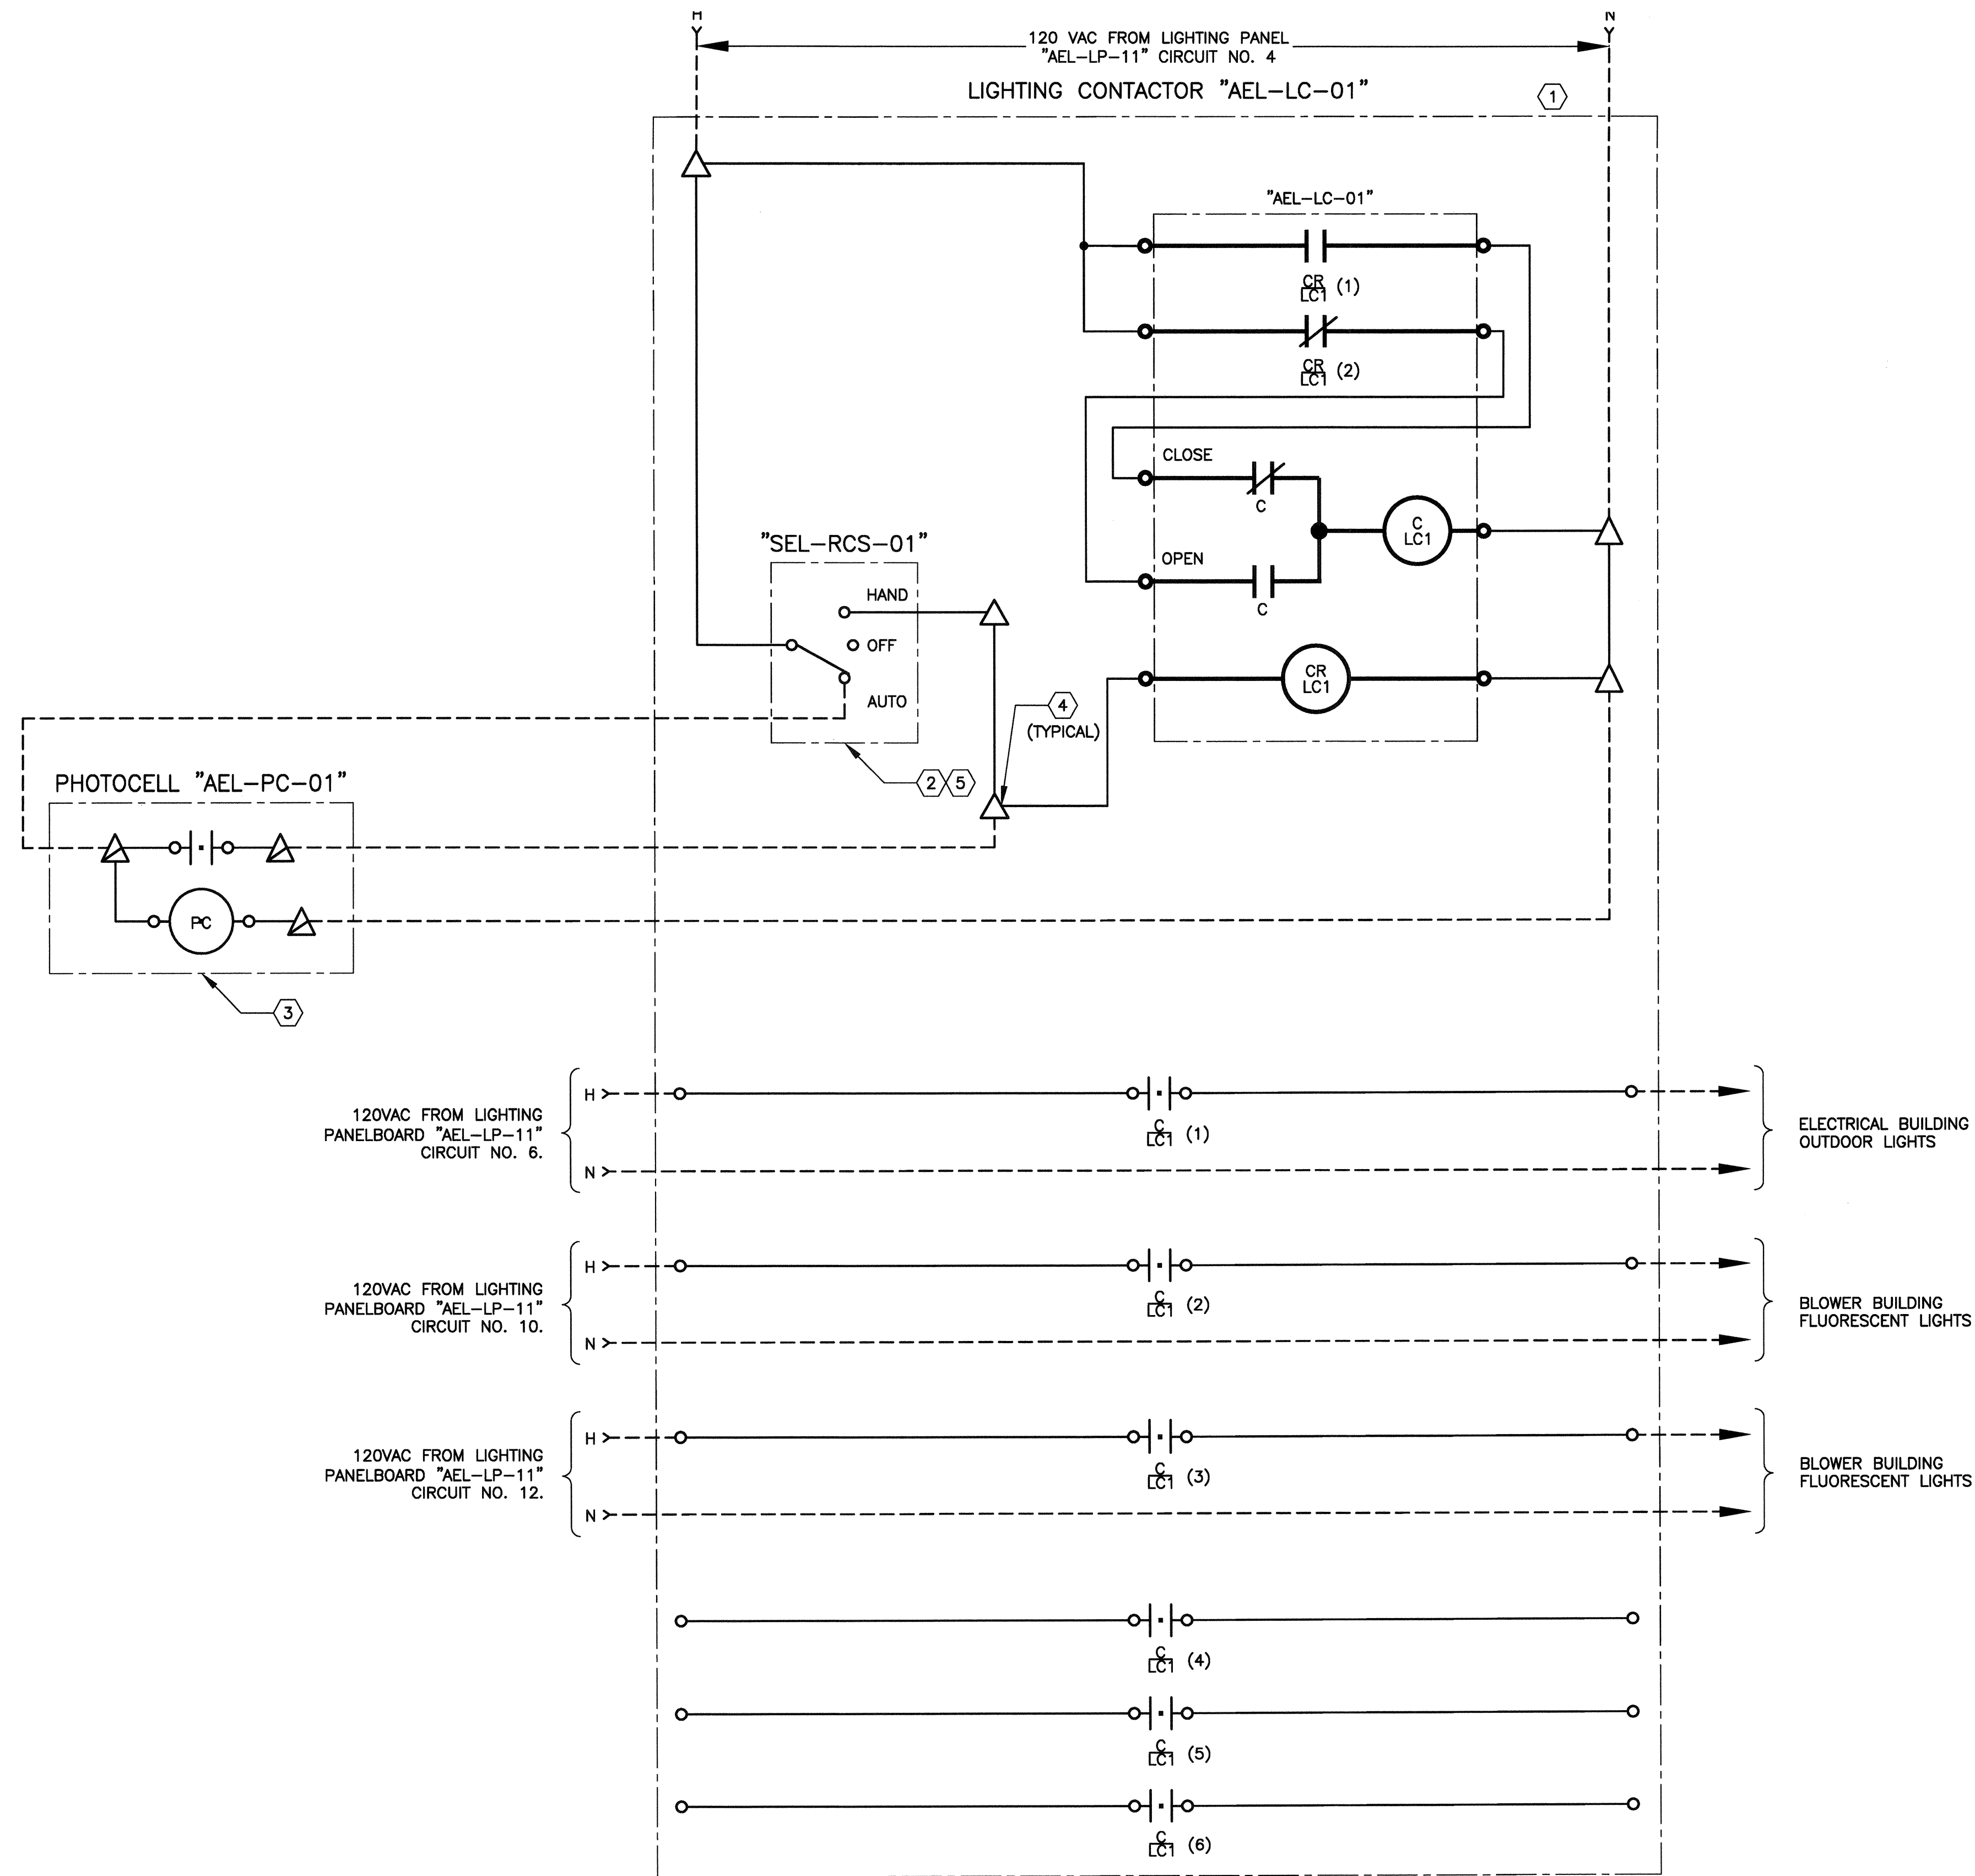 H
N
120 VAC FROM LIGHTING PANEL
"AEL-LP-11" CIRCUIT NO. 4
LIGHTING CONTACTOR "AEL-LC-01"
1
"AEL-LC-01"
CR
LC1 (1)
CR
LC1 (2)
CLOSE
C
C
LC1
OPEN
C
"SEL-RCS-01"
HAND
OFF
AUTO
CR
LC1
4
(TYPICAL)
2 5
PHOTOCELL "AEL-PC-01"
PC
3
H
120VAC FROM LIGHTING
PANELBOARD "AEL-LP-11"
CIRCUIT NO. 6.
N
C
LC1 (1)
ELECTRICAL BUILDING
OUTDOOR LIGHTS
H
120VAC FROM LIGHTING
PANELBOARD "AEL-LP-11"
CIRCUIT NO. 10.
N
C
LC1 (2)
BLOWER BUILDING
FLUORESCENT LIGHTS
H
120VAC FROM LIGHTING
PANELBOARD "AEL-LP-11"
CIRCUIT NO. 12.
N
C
LC1 (3)
BLOWER BUILDING
FLUORESCENT LIGHTS
C
LC1 (4)
C
LC1 (5)
C
LC1 (6)